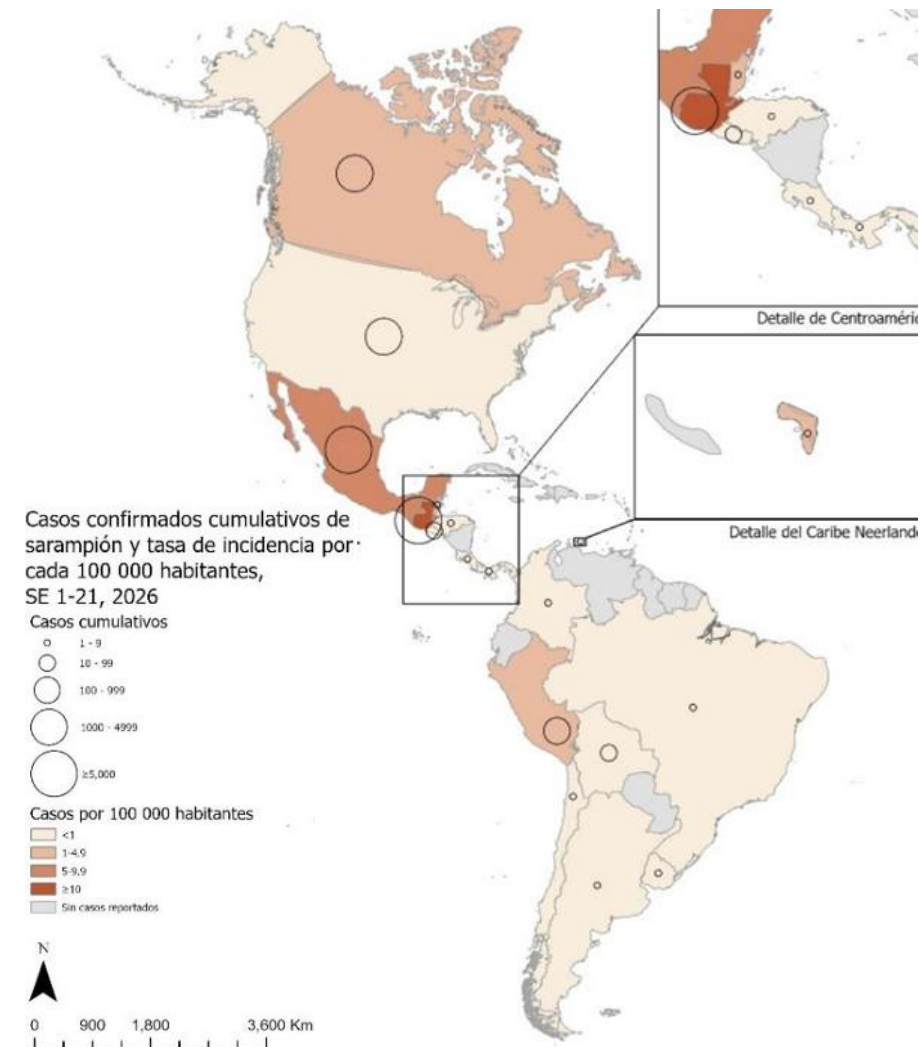 Detalle de Centroaméric
Detalle del Caribe Neerlande
Casos confirmados cumulativos de
sarampión y tasa de incidencia por
cada 100 000 habitantes,
SE 1-21, 2026
Casos cumulativos
1 - 9
10 - 99
100 - 999
1000 - 4999
≥5,000
Casos por 100 000 habitantes
<1
1-4.9
5-9.9
≥10
Sin casos reportados
N
0 900 1,800 3,600 Km